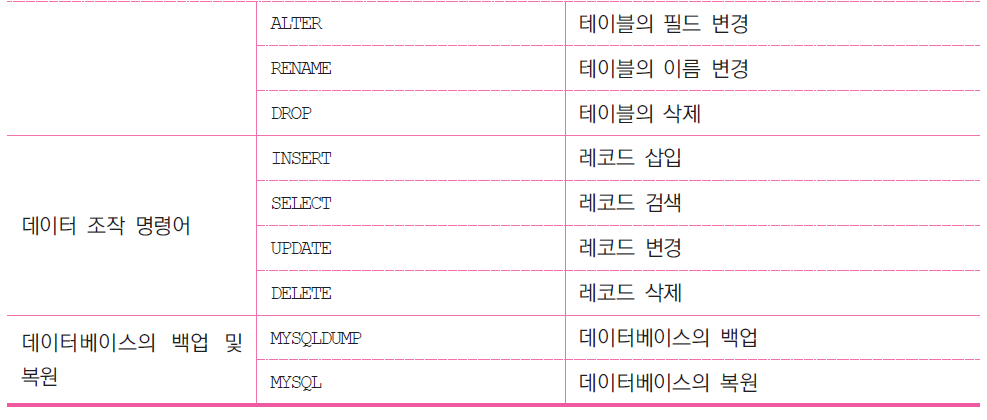 ALTER 테이블의 필드 변경
RENAME 테이블의 이름 변경
DROP 테이블의 삭제
데이터 조작 명령어
INSERT 레코드 삽입
SELECT 레코드 검색
UPDATE 레코드 변경
DELETE 레코드 삭제
데이터베이스의 백업 및
복원
MYSQLDUMP 데이터베이스의 백업
MYSQL 데이터베이스의 복원